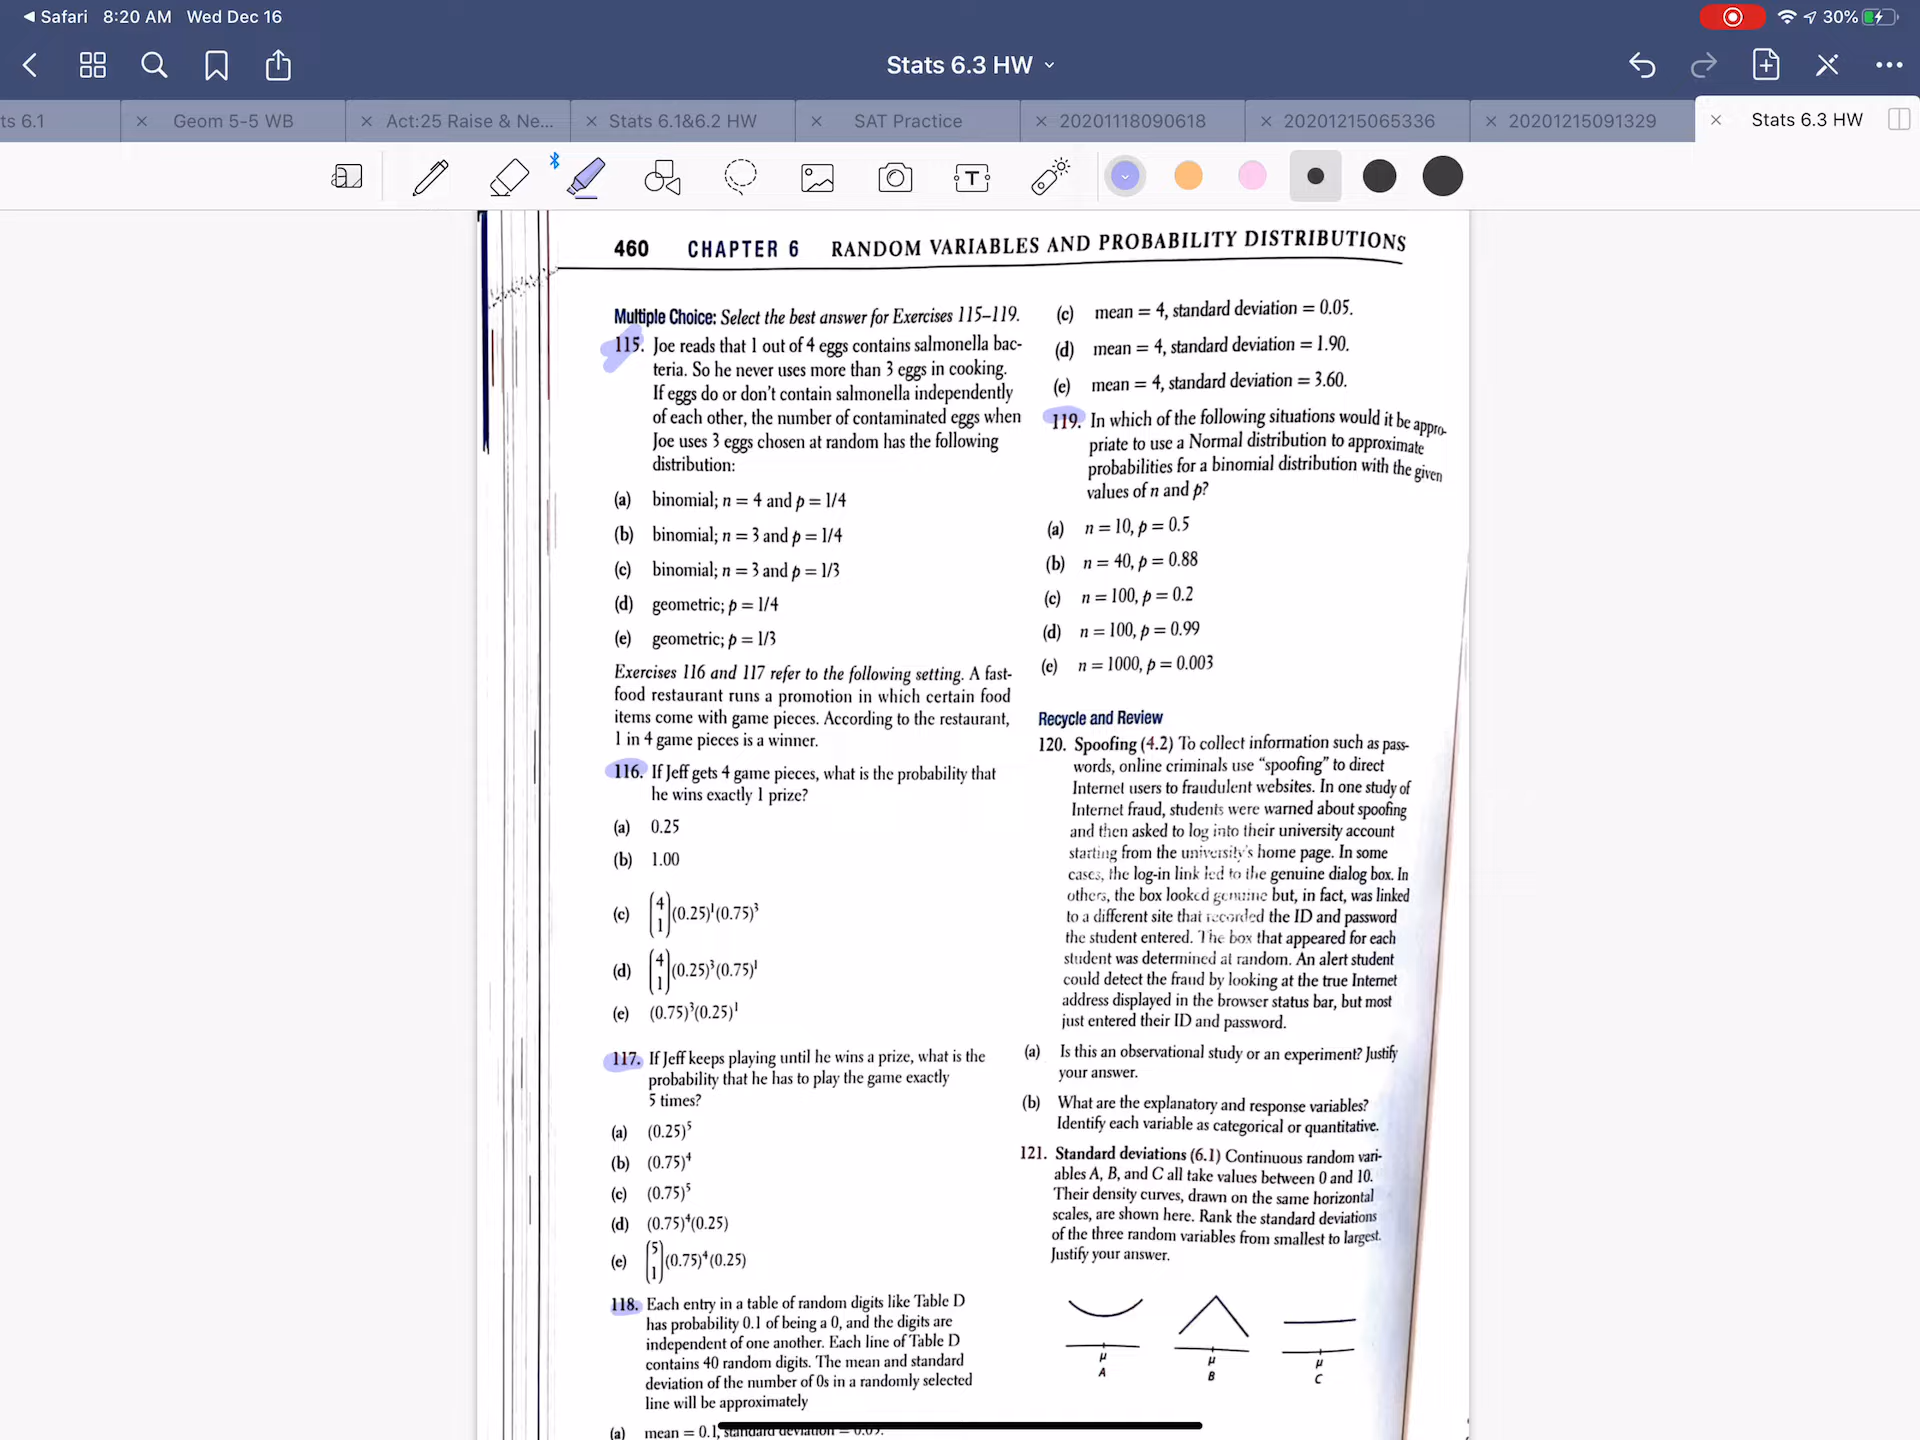 Safari 8:20 AM Wed Dec 16
30%
Stats 6.3 HW
ts 6.1
Geom 5-5 WB
Act:25 Raise & Ne...
Stats 6.1&6.2 HW
SAT Practice
20201118090618
20201215065336
20201215091329
Stats 6.3 HW
460 CHAPTER 6 RANDOM VARIABLES AND PROBABILITY DISTRIBUTIONS
Multiple Choice: Select the best answer for Exercises 115–119.
115. Joe reads that 1 out of 4 eggs contains salmonella bac-
teria. So he never uses more than 3 eggs in cooking.
If eggs do or don't contain salmonella independently
of each other, the number of contaminated eggs when
Joe uses 3 eggs chosen at random has the following
distribution:
(a) binomial; n = 4 and p = 1/4
(b) binomial; n = 3 and p = 1/4
(c) binomial; n = 3 and p = 1/3
(d) geometric; p = 1/4
(e) geometric; p = 1/3
Exercises 116 and 117 refer to the following setting. A fast-
food restaurant runs a promotion in which certain food
items come with game pieces. According to the restaurant,
1 in 4 game pieces is a winner.
116. If Jeff gets 4 game pieces, what is the probability that
he wins exactly 1 prize?
(a) 0.25
(b) 1.00
(c) (4 1)(0.25)¹(0.75)³
(d) (4 1)(0.25)³(0.75)¹
(e) (0.75)³(0.25)¹
117. If Jeff keeps playing until he wins a prize, what is the
probability that he has to play the game exactly
5 times?
(a) (0.25)⁵
(b) (0.75)⁴
(c) (0.75)⁵
(d) (0.75)⁴(0.25)
(e) (5 1)(0.75)⁴(0.25)
118. Each entry in a table of random digits like Table D
has probability 0.1 of being a 0, and the digits are
independent of one another. Each line of Table D
contains 40 random digits. The mean and standard
deviation of the number of 0s in a randomly selected
line will be approximately
(a) mean = 0.1, standard deviation = 0.05.
(c) mean = 4, standard deviation = 0.05.
(d) mean = 4, standard deviation = 1.90.
(e) mean = 4, standard deviation = 3.60.
119. In which of the following situations would it be appro-
priate to use a Normal distribution to approximate
probabilities for a binomial distribution with the given
values of n and p?
(a) n = 10, p = 0.5
(b) n = 40, p = 0.88
(c) n = 100, p = 0.2
(d) n = 100, p = 0.99
(e) n = 1000, p = 0.003
Recycle and Review
120. Spoofing (4.2) To collect information such as pass-
words, online criminals use "spoofing" to direct
Internet users to fraudulent websites. In one study of
Internet fraud, students were warned about spoofing
and then asked to log into their university account
starting from the university's home page. In some
cases, the log-in link led to the genuine dialog box. In
others, the box looked genuine but, in fact, was linked
to a different site that recorded the ID and password
the student entered. The box that appeared for each
student was determined at random. An alert student
could detect the fraud by looking at the true Internet
address displayed in the browser status bar, but most
just entered their ID and password.
(a) Is this an observational study or an experiment? Justify
your answer.
(b) What are the explanatory and response variables?
Identify each variable as categorical or quantitative.
121. Standard deviations (6.1) Continuous random vari-
ables A, B, and C all take values between 0 and 10.
Their density curves, drawn on the same horizontal
scales, are shown here. Rank the standard deviations
of the three random variables from smallest to largest.
Justify your answer.
μ μ μ
A B C